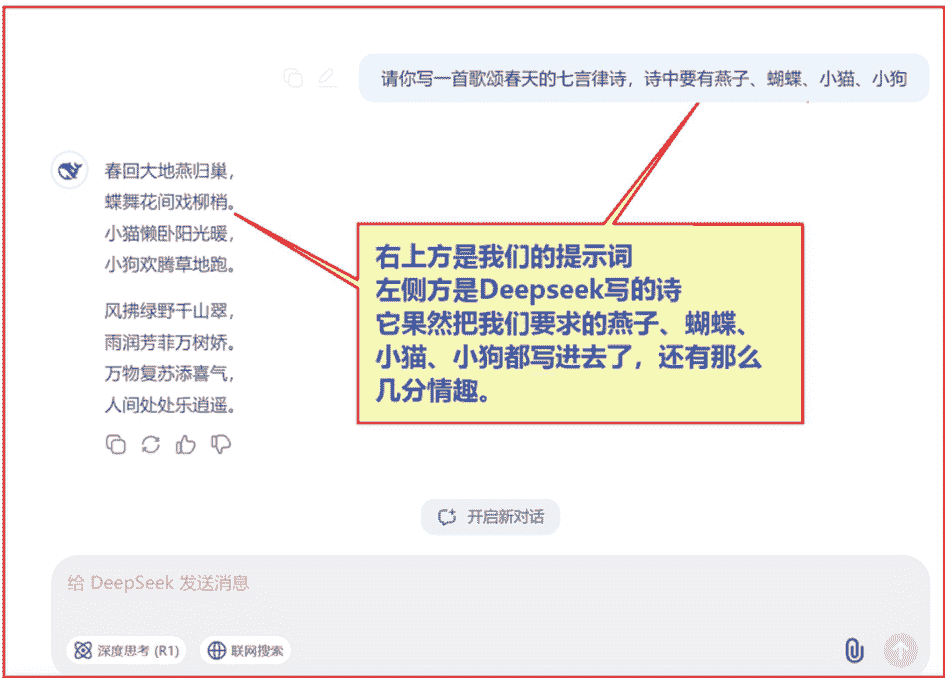 请你写一首歌颂春天的七言律诗，诗中要有燕子、蝴蝶、小猫、小狗
春回大地燕归巢，
蝶舞花间戏柳梢。
小猫懒卧阳光暖，
小狗欢腾草地跑。
风拂绿野千山翠，
雨润芳菲万树娇。
万物复苏添喜气，
人间处处乐逍遥。
右上方是我们的提示词
左侧方是Deepseek写的诗
它果然把我们要求的燕子、蝴蝶、
小猫、小狗都写进去了，还有那么
几分情趣。
开启新对话
给 DeepSeek 发送消息
深度思考 (R1)
联网搜索